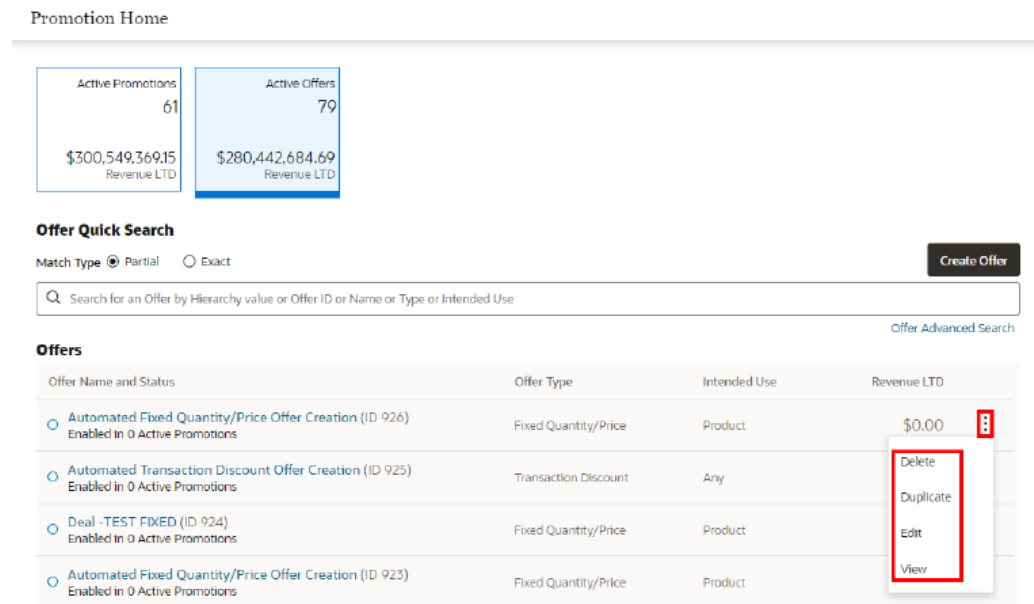 Promotion Home
Active Promotions
61
$300,549,369.15
Revenue LTD
Active Offers
79
$280,442,684.69
Revenue LTD
Offer Quick Search
Match Type Partial Exact
Create Offer
Search for an Offer by Hierarchy value or Offer ID or Name or Type or Intended Use
Offer Advanced Search
Offers
Offer Name and Status Offer Type Intended Use Revenue LTD
Automated Fixed Quantity/Price Offer Creation (ID 926)
Enabled in 0 Active Promotions
Fixed Quantity/Price Product $0.00
Automated Transaction Discount Offer Creation (ID 925)
Enabled in 0 Active Promotions
Transaction Discount Any
Deal -TEST FIXED (ID 924)
Enabled in 0 Active Promotions
Fixed Quantity/Price Product
Automated Fixed Quantity/Price Offer Creation (ID 923)
Enabled in 0 Active Promotions
Fixed Quantity/Price Product
Delete
Duplicate
Edit
View